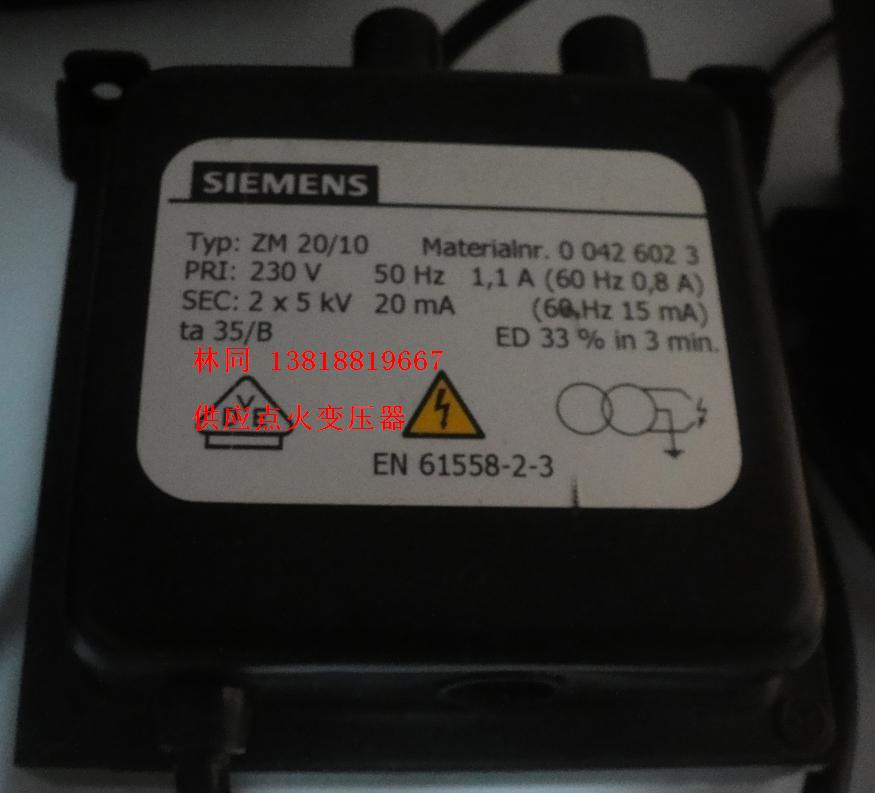 SIEMENS
Typ: ZM 20/10 Materialnr. 0 042 602 3
PRI: 230 V 50 Hz 1,1 A (60 Hz 0,8 A)
SEC: 2 x 5 kV 20 mA (60 Hz 15 mA)
ta 35/B ED 33 % in 3 min.
林同 13818819667
供应点火变压器
EN 61558-2-3